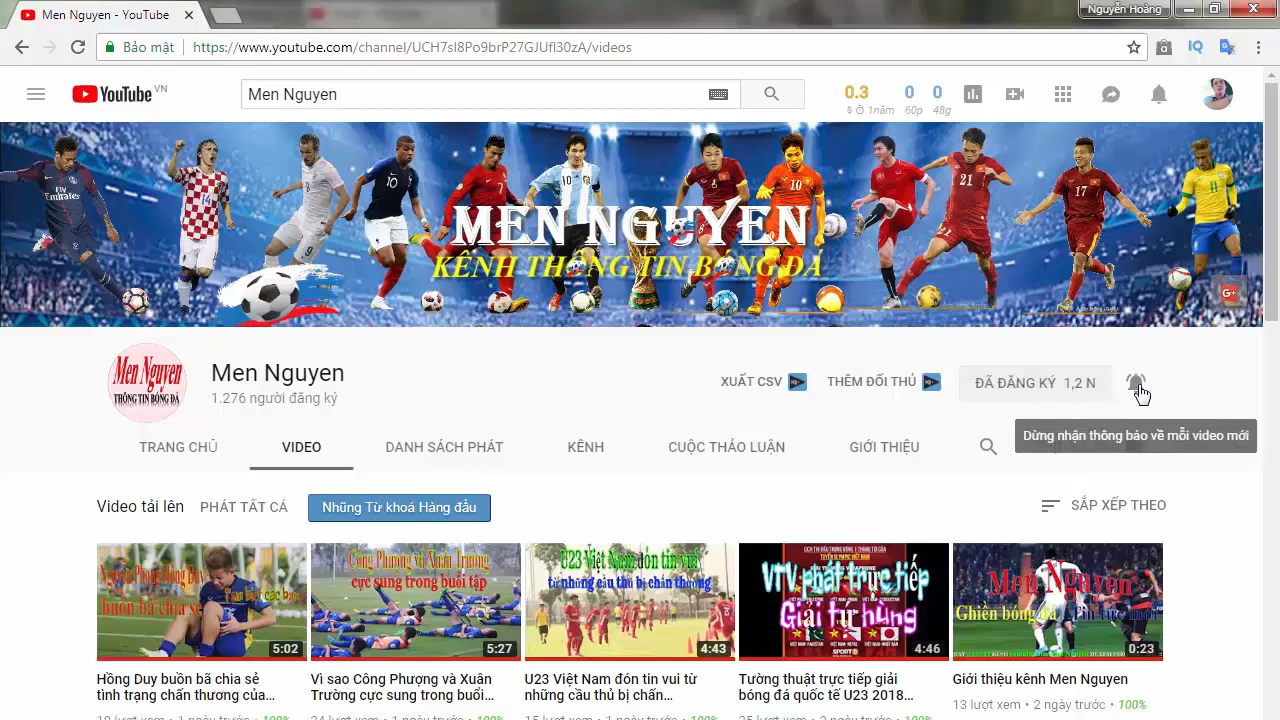 Men Nguyen - YouTube
Nguyễn Hoàng
Bảo mật
https://www.youtube.com/channel/UCH7sI8Po9brP27GJUfl30zA/videos
YouTube VN
Men Nguyen
0.3 0 0
$ 1năm 60p 48g
MEN NGUYEN
KÊNH THÔNG TIN BÓNG ĐÁ
G+
Men Nguyen
THÔNG TIN BÓNG ĐÁ
Men Nguyen
1.276 người đăng ký
XUẤT CSV
THÊM ĐỐI THỦ
ĐÃ ĐĂNG KÝ 1,2 N
Dừng nhận thông báo về mỗi video mới
TRANG CHỦ
VIDEO
DANH SÁCH PHÁT
KÊNH
CUỘC THẢO LUẬN
GIỚI THIỆU
Video tải lên
PHÁT TẤT CẢ
Những Từ khoá Hàng đầu
SẮP XẾP THEO
buồn bã chia sẻ
5:02
Công Phượng và Xuân Trường
cực sung trong buổi tập
5:27
U23 Việt Nam đón tin vui
từ những cầu thủ bị chấn thương
4:43
VTV phát trực tiếp
Giải tứ hùng
4:46
Men Nguyen
Ghiền bóng đá
0:23
Hồng Duy buồn bã chia sẻ
tình trạng chấn thương của...
Vì sao Công Phượng và Xuân
Trường cực sung trong buổi...
U23 Việt Nam đón tin vui từ
những cầu thủ bị chấn...
Tường thuật trực tiếp giải
bóng đá quốc tế U23 2018...
Giới thiệu kênh Men Nguyen
13 lượt xem • 2 ngày trước • 100%